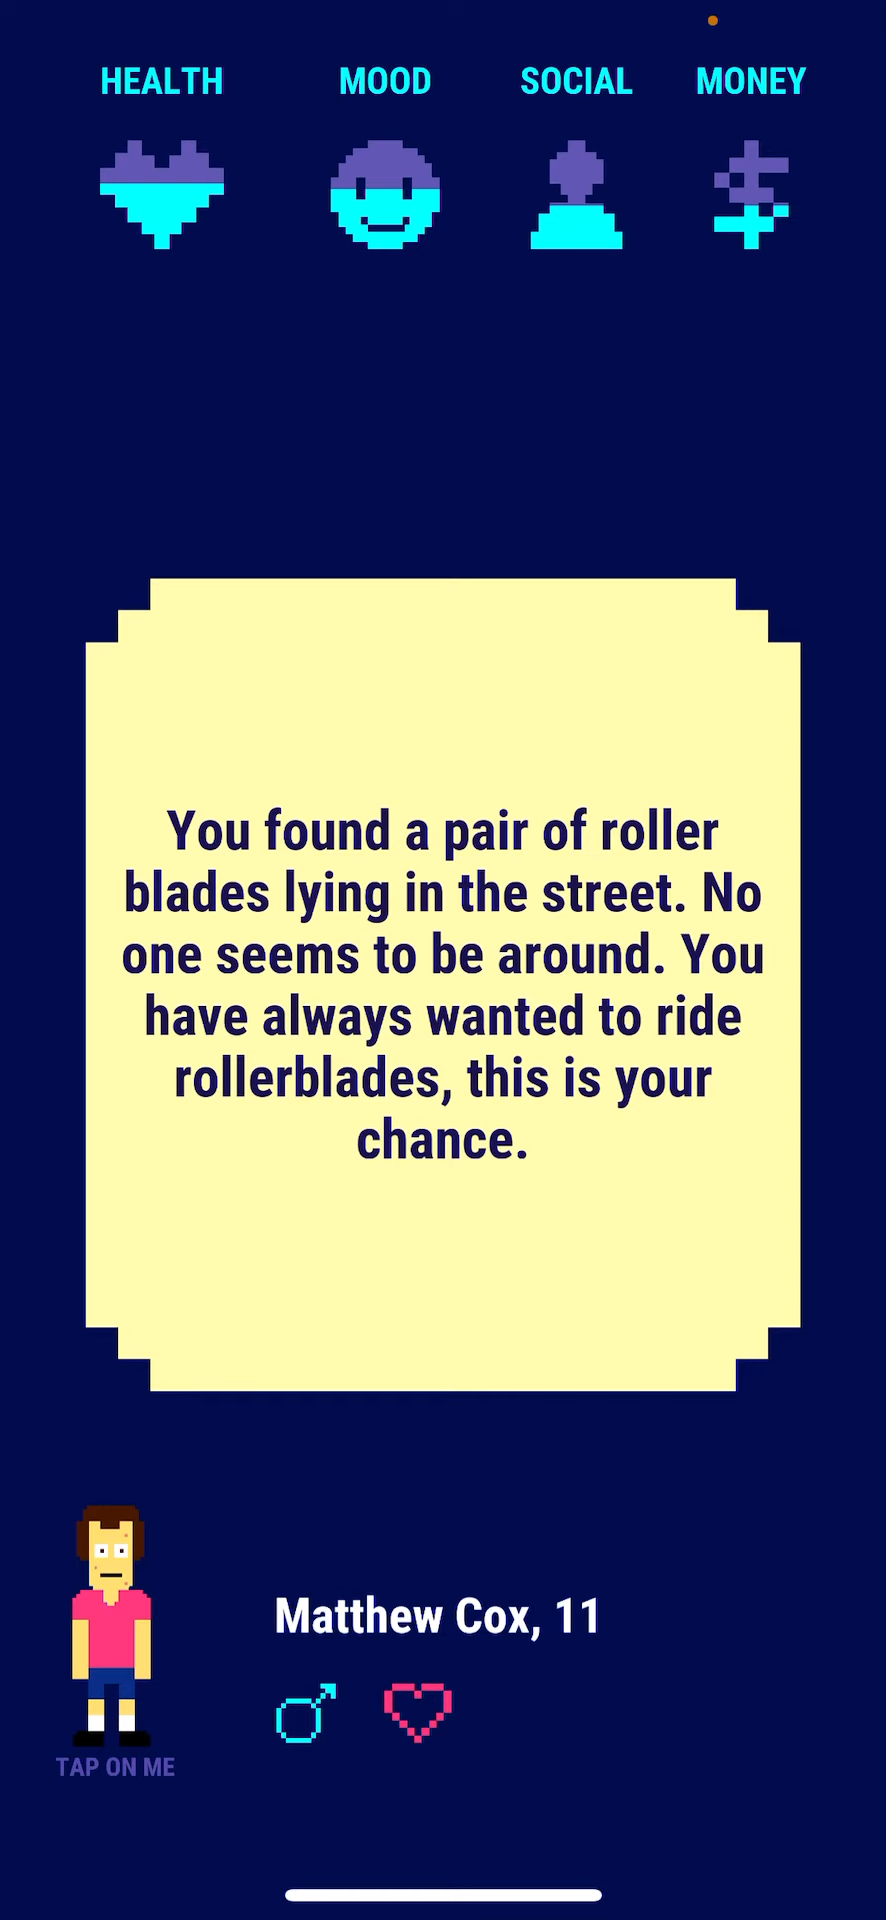 HEALTH MOOD SOCIAL MONEY
You found a pair of roller
blades lying in the street. No
one seems to be around. You
have always wanted to ride
rollerblades, this is your
chance.
Matthew Cox, 11
TAP ON ME